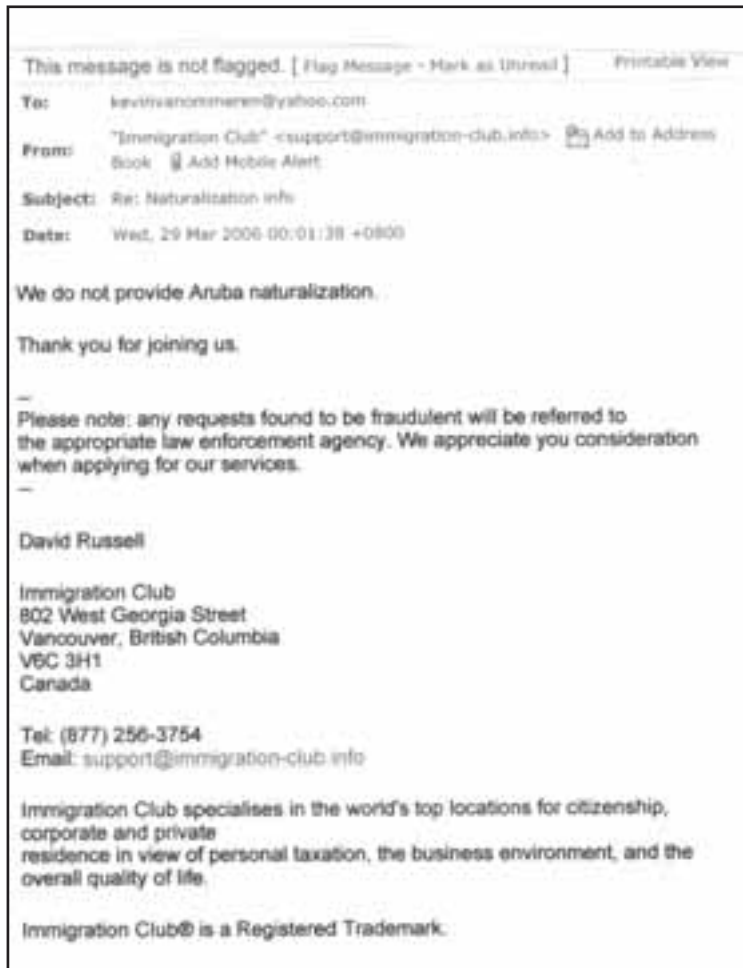 This message is not flagged. [ Flag Message - Mark as Unread ] Printable View
To: kevinvanommeren@yahoo.com
From: "Immigration Club" <support@immigration-club.info> Add to Address
Book Add Mobile Alert
Subject: Re: Naturalization info
Date: Wed, 29 Mar 2006 00:01:38 +0800
We do not provide Aruba naturalization.
Thank you for joining us.
--
Please note: any requests found to be fraudulent will be referred to
the appropriate law enforcement agency. We appreciate you consideration
when applying for our services.
--
David Russell
Immigration Club
802 West Georgia Street
Vancouver, British Columbia
V6C 3H1
Canada
Tel: (877) 256-3754
Email: support@immigration-club.info
Immigration Club specialises in the world's top locations for citizenship,
corporate and private
residence in view of personal taxation, the business environment, and the
overall quality of life.
Immigration Club® is a Registered Trademark.